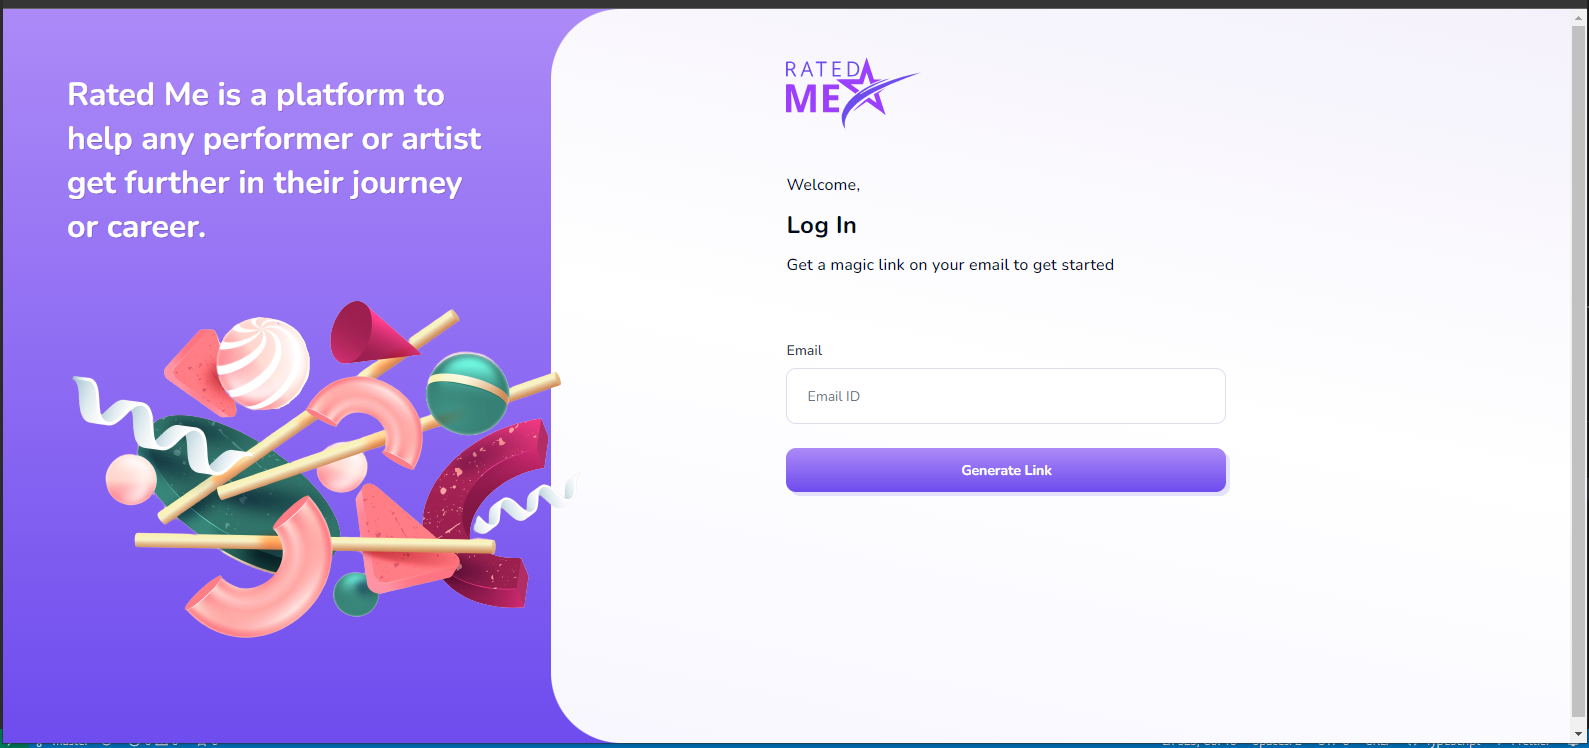 Rated Me is a platform to
help any performer or artist
get further in their journey
or career.
RATED
ME
Welcome,
Log In
Get a magic link on your email to get started
Email
Email ID
Generate Link